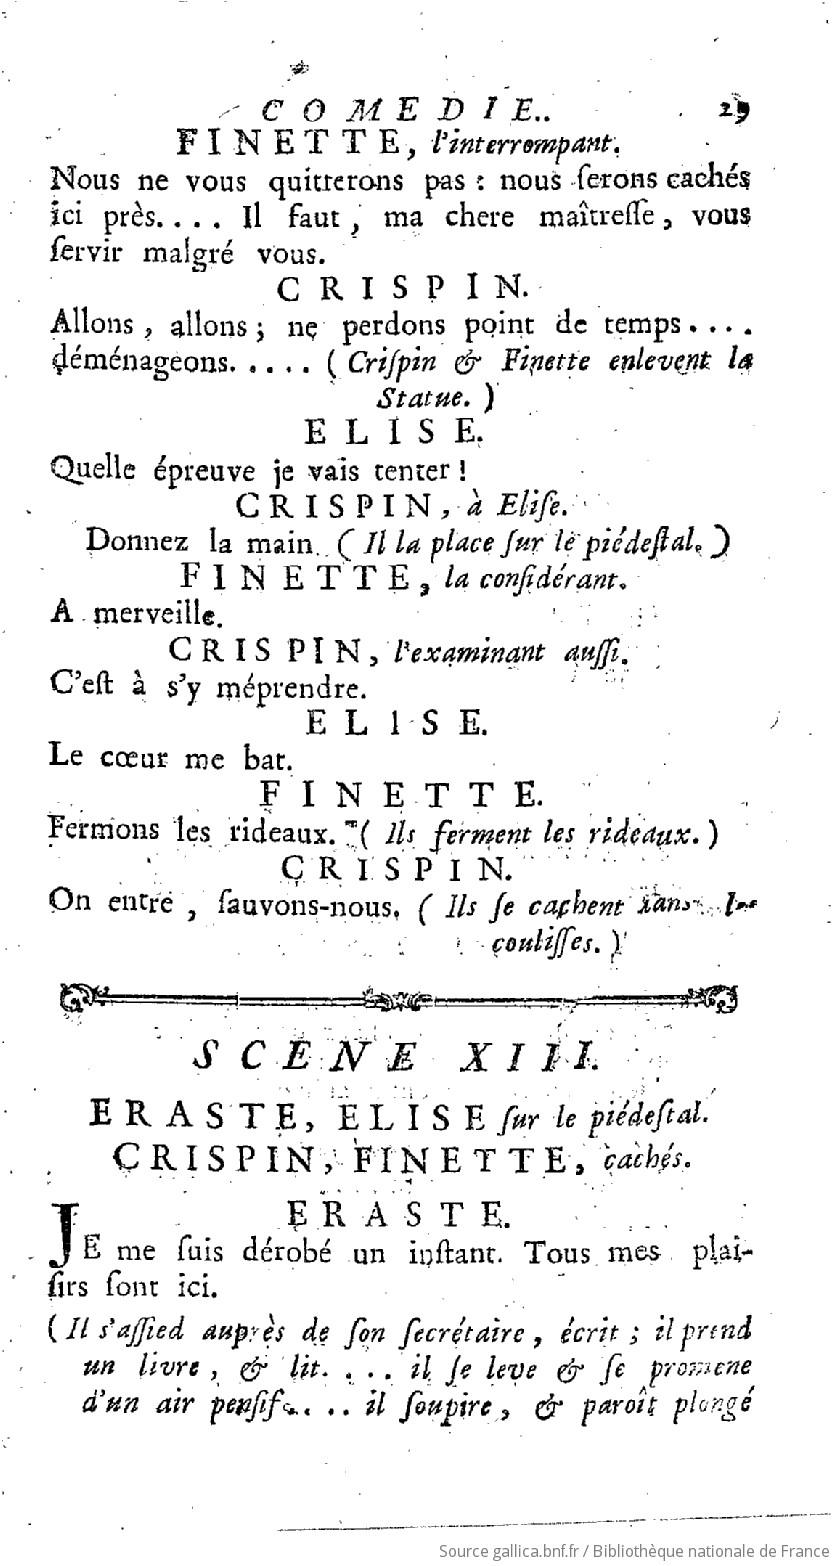 COMEDIE. 29
FINETTE, l'interrompant.
Nous ne vous quitterons pas : nous ſerons cachés
ici près.... Il faut, ma chere maîtreſſe, vous
ſervir malgré vous.
CRISPIN.
Allons, allons; ne perdons point de temps....
déménageons..... (Criſpin & Finette enlevent la
Statue.)
ELISE.
Quelle épreuve je vais tenter!
CRISPIN, à Eliſe.
Donnez la main. (Il la place ſur le piédeſtal.)
FINETTE, la conſidérant.
A merveille.
CRISPIN, l'examinant auſſi.
C'eſt à s'y méprendre.
ELISE.
Le cœur me bat.
FINETTE.
Fermons les rideaux. (Ils ferment les rideaux.)
CRISPIN.
On entre, ſauvons-nous. (Ils ſe cachent dans les
couliſſes.)
SCENE XIII.
ERASTE, ELISE ſur le piédeſtal.
CRISPIN, FINETTE, cachés.
ERASTE.
JE me ſuis dérobé un inſtant. Tous mes plai-
ſirs ſont ici.
(Il s'aſſied auprès de ſon ſecrétaire, écrit; il prend
un livre, & lit. ... il ſe leve & ſe promene
d'un air penſif.... il ſoupire, & paroît plongé
Source gallica.bnf.fr / Bibliothèque nationale de France